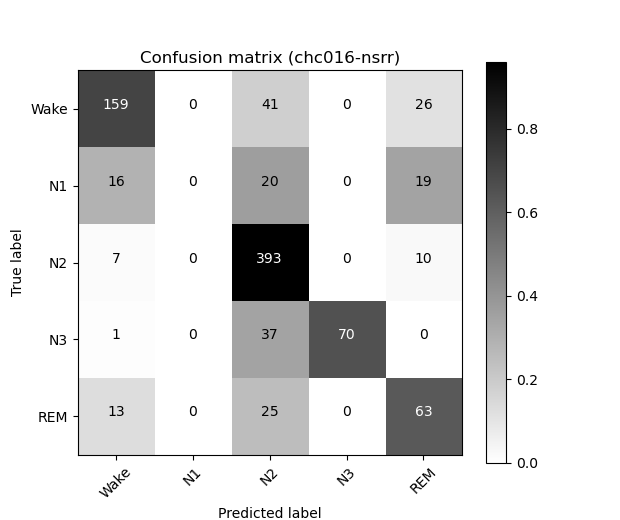 Confusion matrix (chc016-nsrr)
Wake 159 0 41 0 26
N1 16 0 20 0 19
N2 7 0 393 0 10
N3 1 0 37 70 0
REM 13 0 25 0 63
Wake N1 N2 N3 REM
Predicted label
True label
0.8
0.6
0.4
0.2
0.0